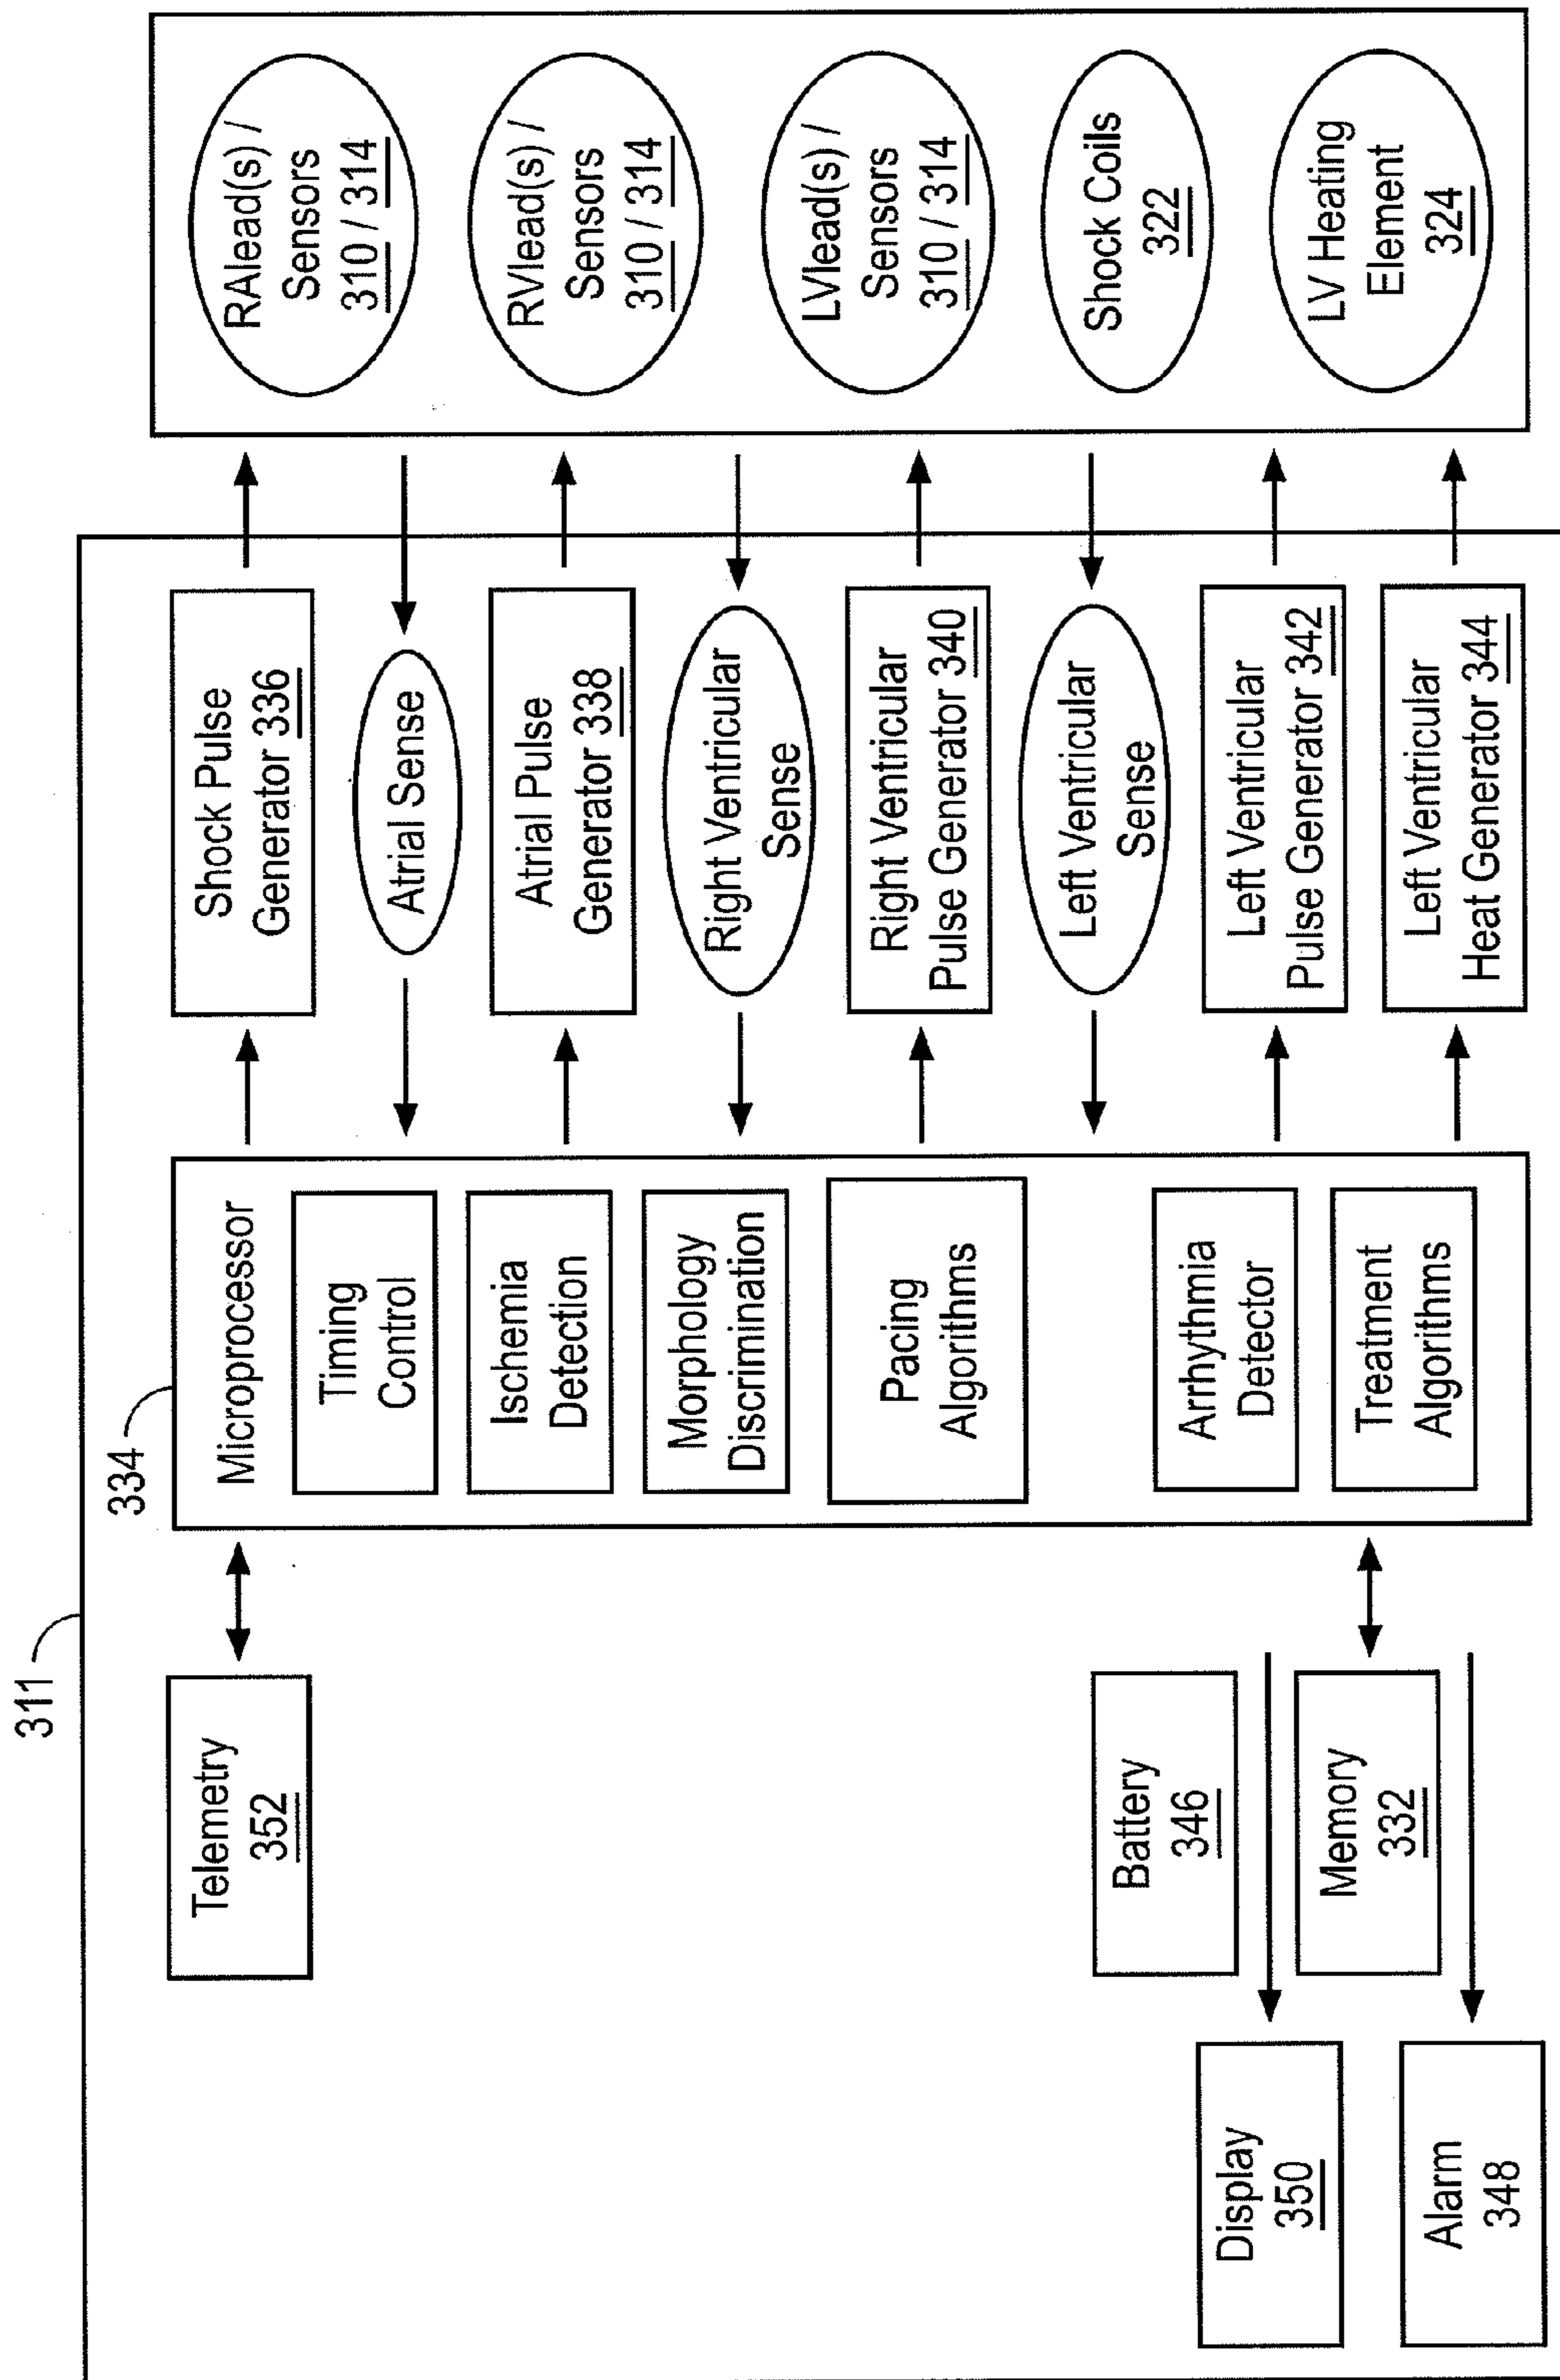 311
334
Telemetry
352
Battery
346
Memory
332
Display
350
Alarm
348
Microprocessor
Timing
Control
Ischemia
Detection
Morphology
Discrimination
Pacing
Algorithms
Arrhythmia
Detector
Treatment
Algorithms
Shock Pulse
Generator 336
Atrial Sense
Atrial Pulse
Generator 338
Right Ventricular
Sense
Right Ventricular
Pulse Generator 340
Left Ventricular
Sense
Left Ventricular
Pulse Generator 342
Left Ventricular
Heat Generator 344
RAlead(s) /
Sensors
310 / 314
RVlead(s) /
Sensors
310 / 314
LVlead(s) /
Sensors
310 / 314
Shock Coils
322
LV Heating
Element
324